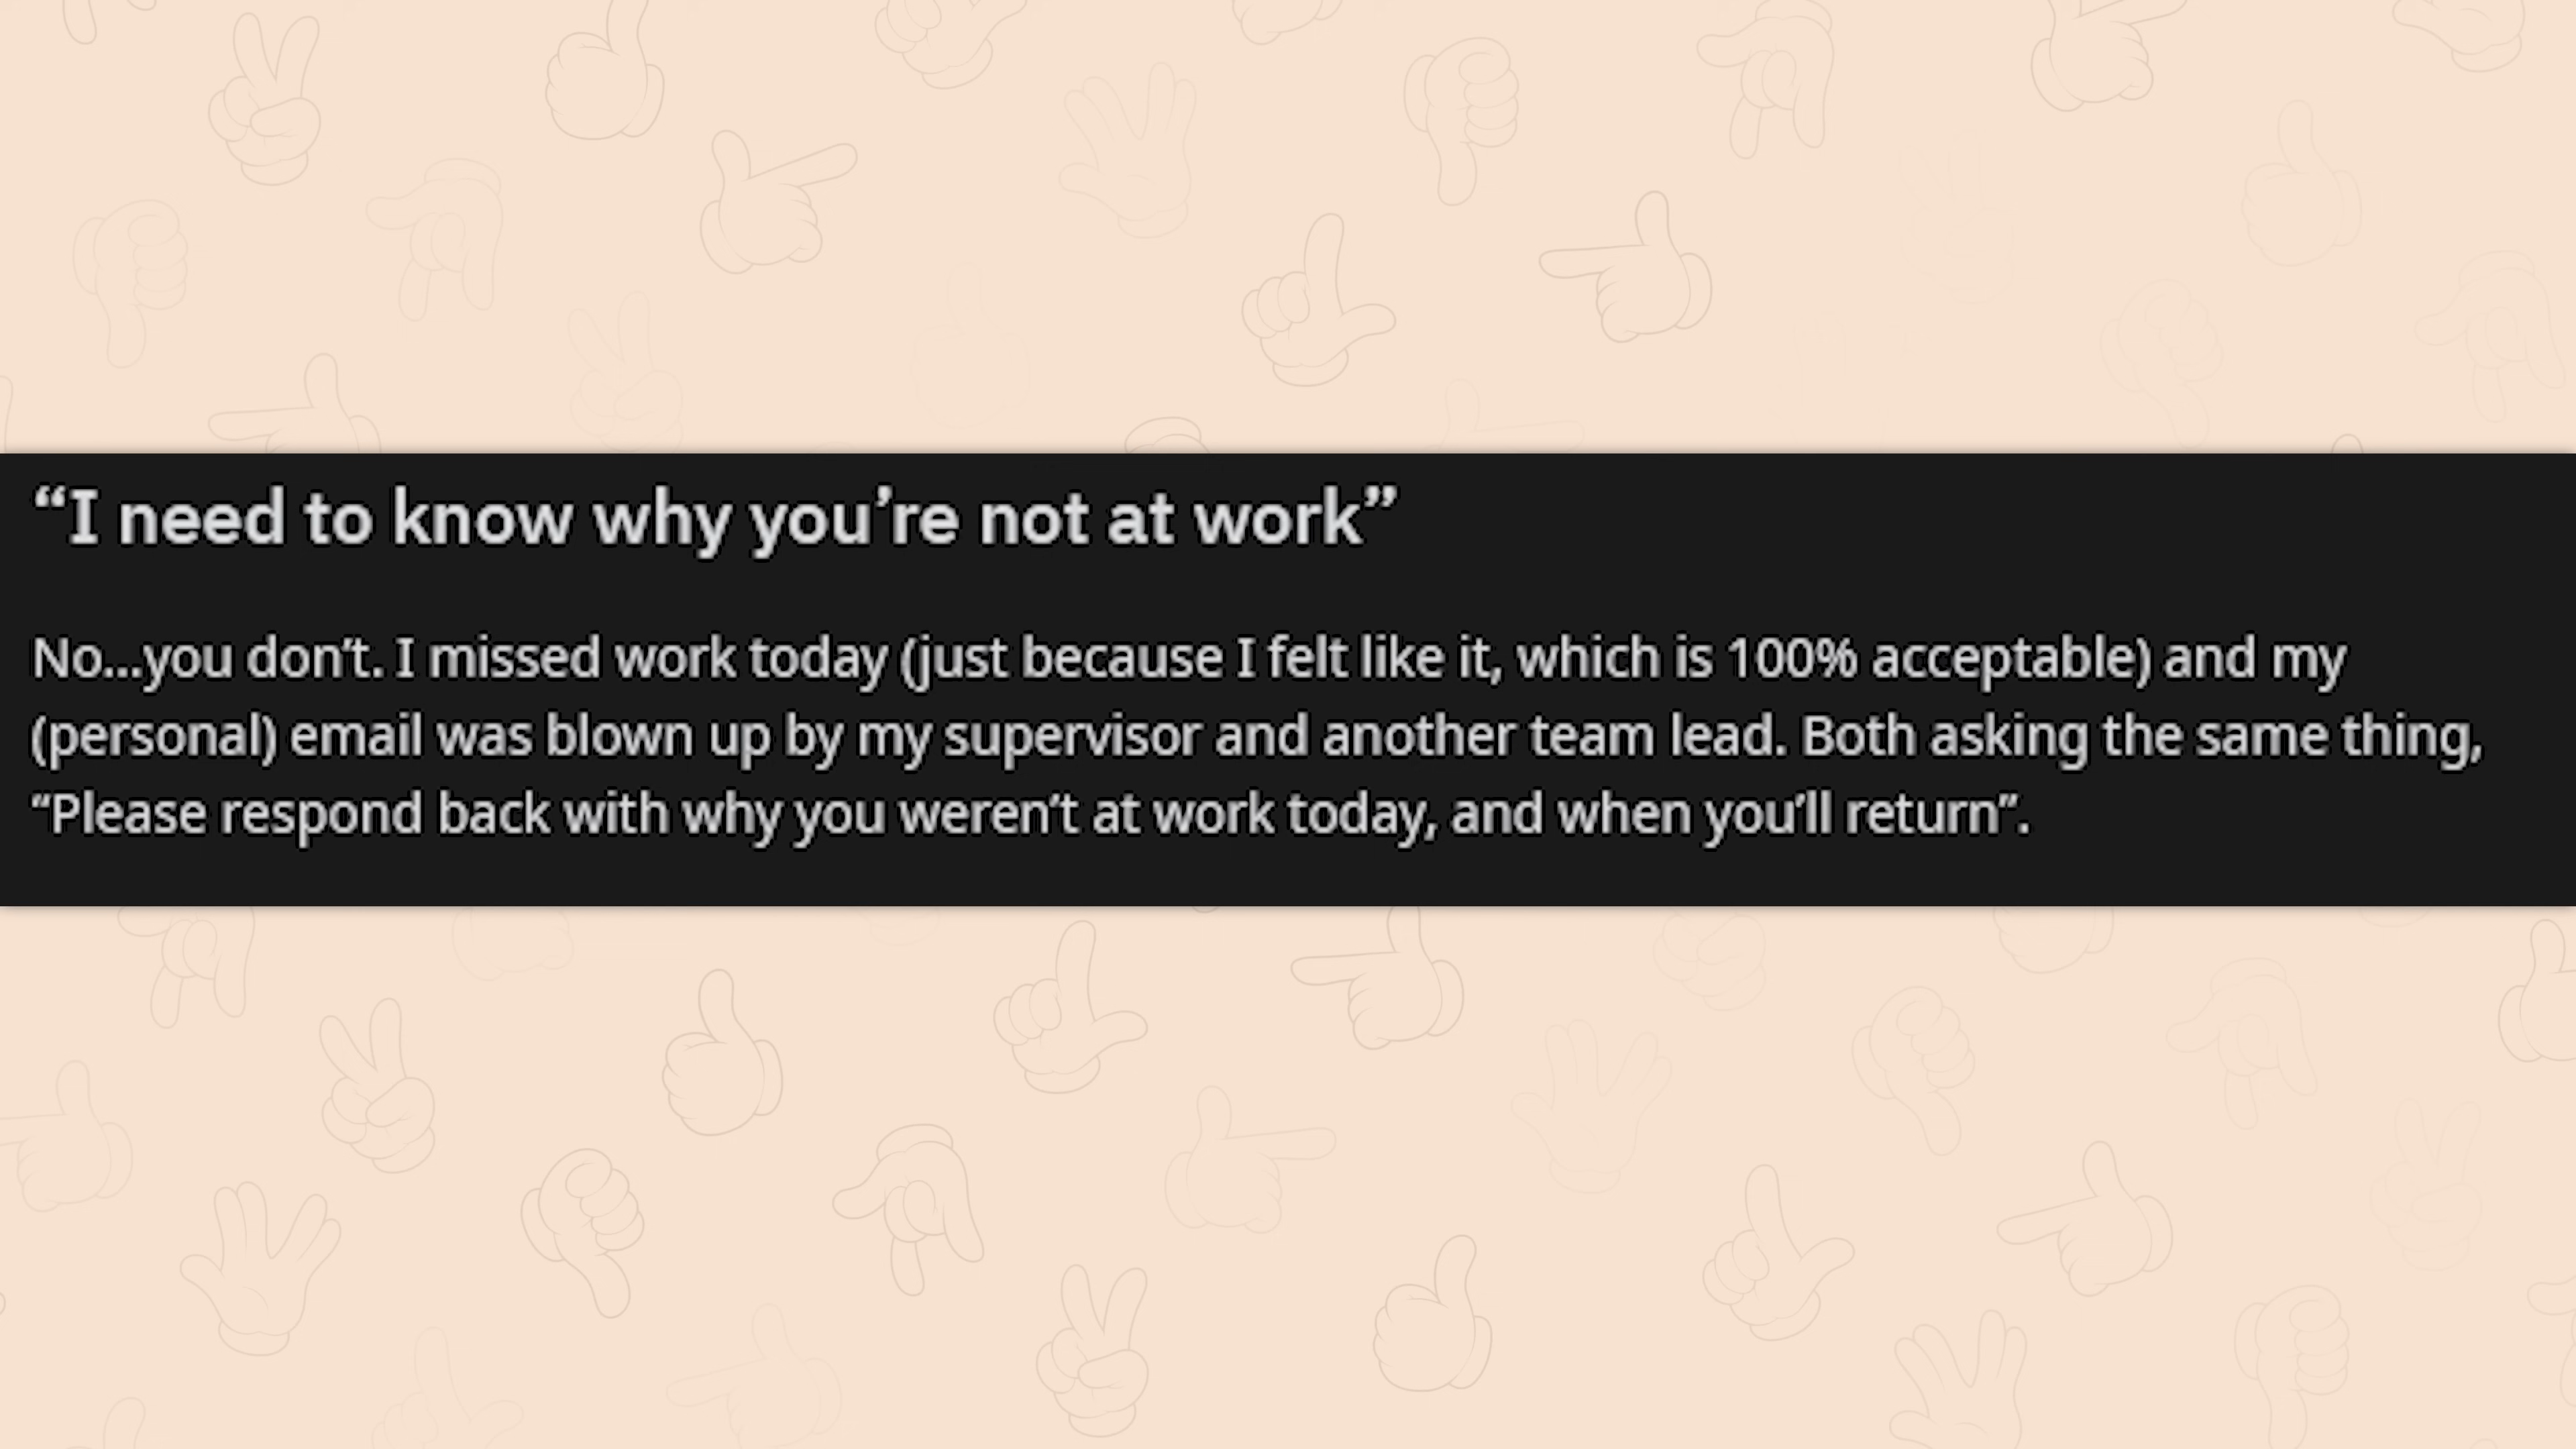 “I need to know why you’re not at work”
No...you don’t. I missed work today (just because I felt like it, which is 100% acceptable) and my
(personal) email was blown up by my supervisor and another team lead. Both asking the same thing,
“Please respond back with why you weren’t at work today, and when you’ll return”.